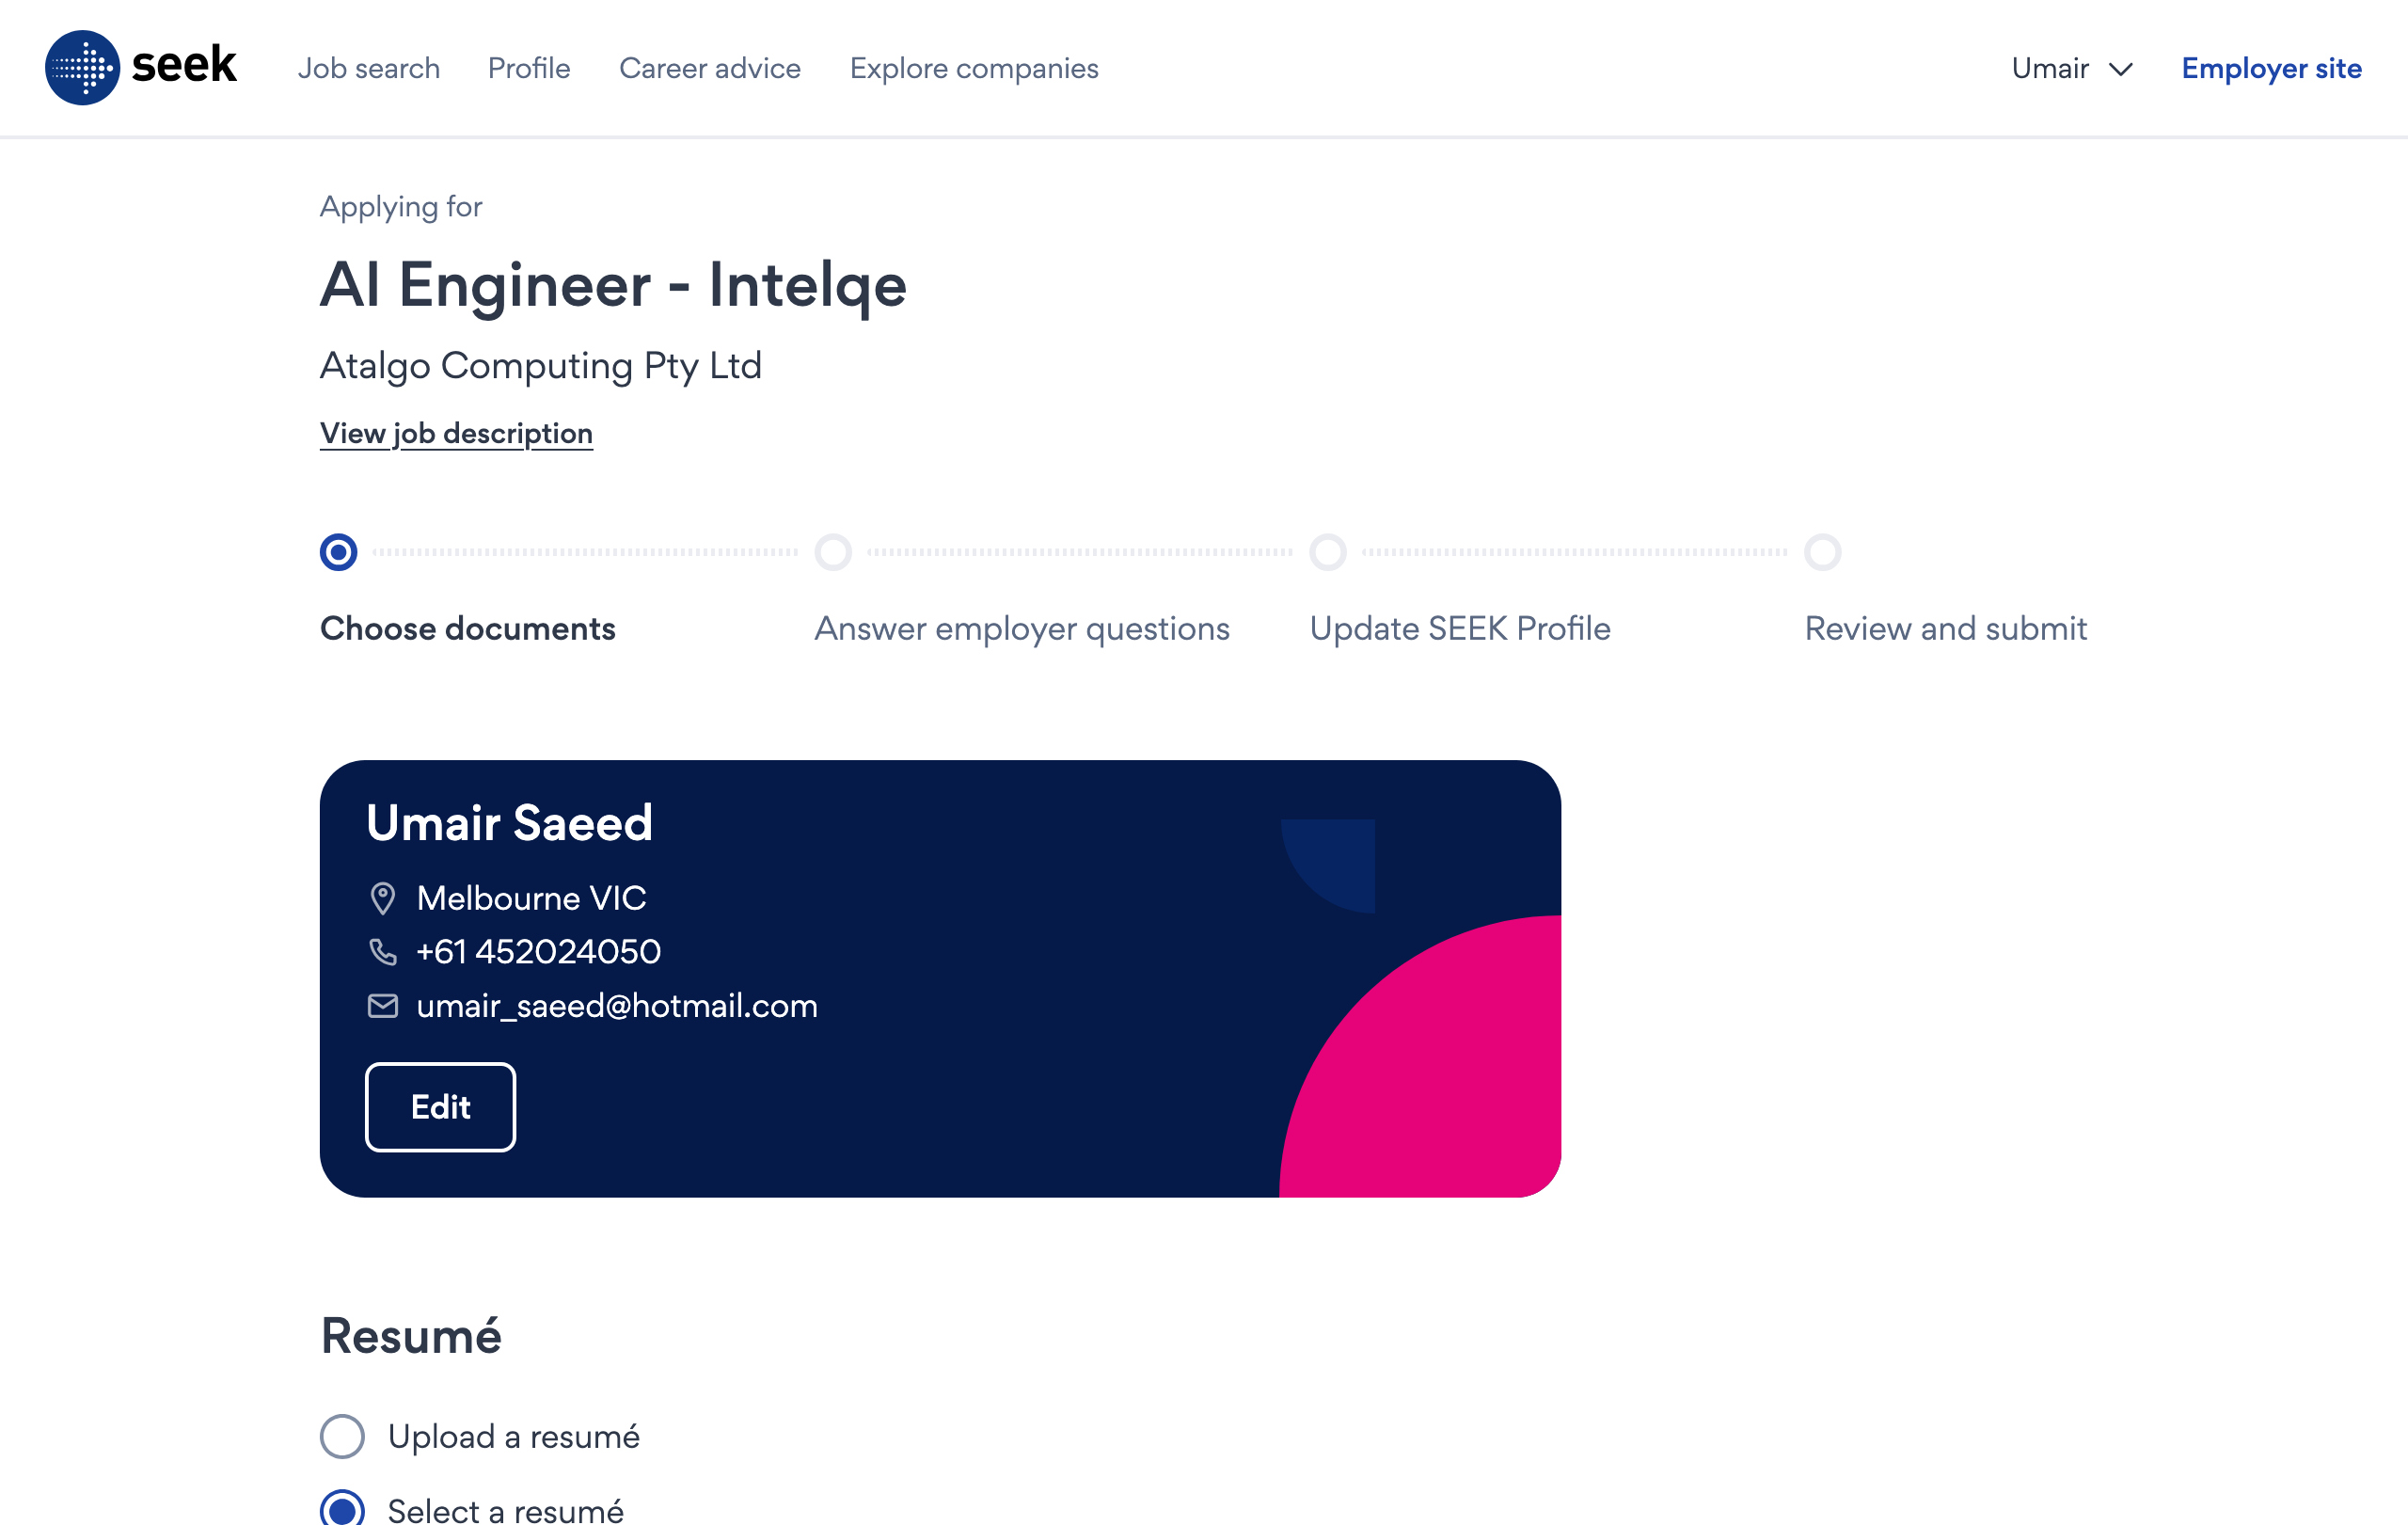 seek
Job search
Profile
Career advice
Explore companies
Umair
Employer site
Applying for
AI Engineer - Intelqe
Atalgo Computing Pty Ltd
View job description
Choose documents
Answer employer questions
Update SEEK Profile
Review and submit
Umair Saeed
Melbourne VIC
+61 452024050
umair_saeed@hotmail.com
Edit
Resumé
Upload a resumé
Select a resumé